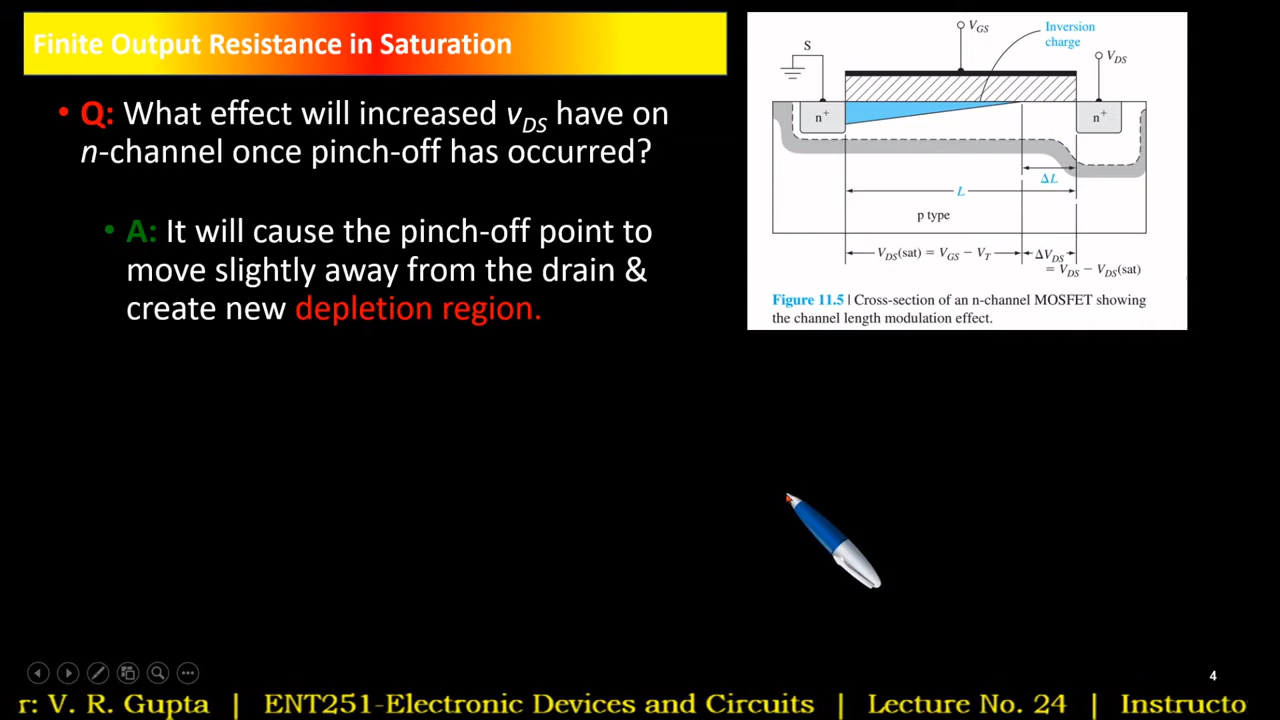 Finite Output Resistance in Saturation
• Q: What effect will increased vDS have on
n-channel once pinch-off has occurred?
• A: It will cause the pinch-off point to
move slightly away from the drain &
create new depletion region.
VGS
Inversion
charge
S
VDS
n+
n+
ΔL
L
p type
VDS(sat) = VGS − VT
ΔVDS
= VDS − VDS(sat)
Figure 11.5 | Cross-section of an n-channel MOSFET showing
the channel length modulation effect.
4
r: V. R. Gupta | ENT251-Electronic Devices and Circuits | Lecture No. 24 | Instructo